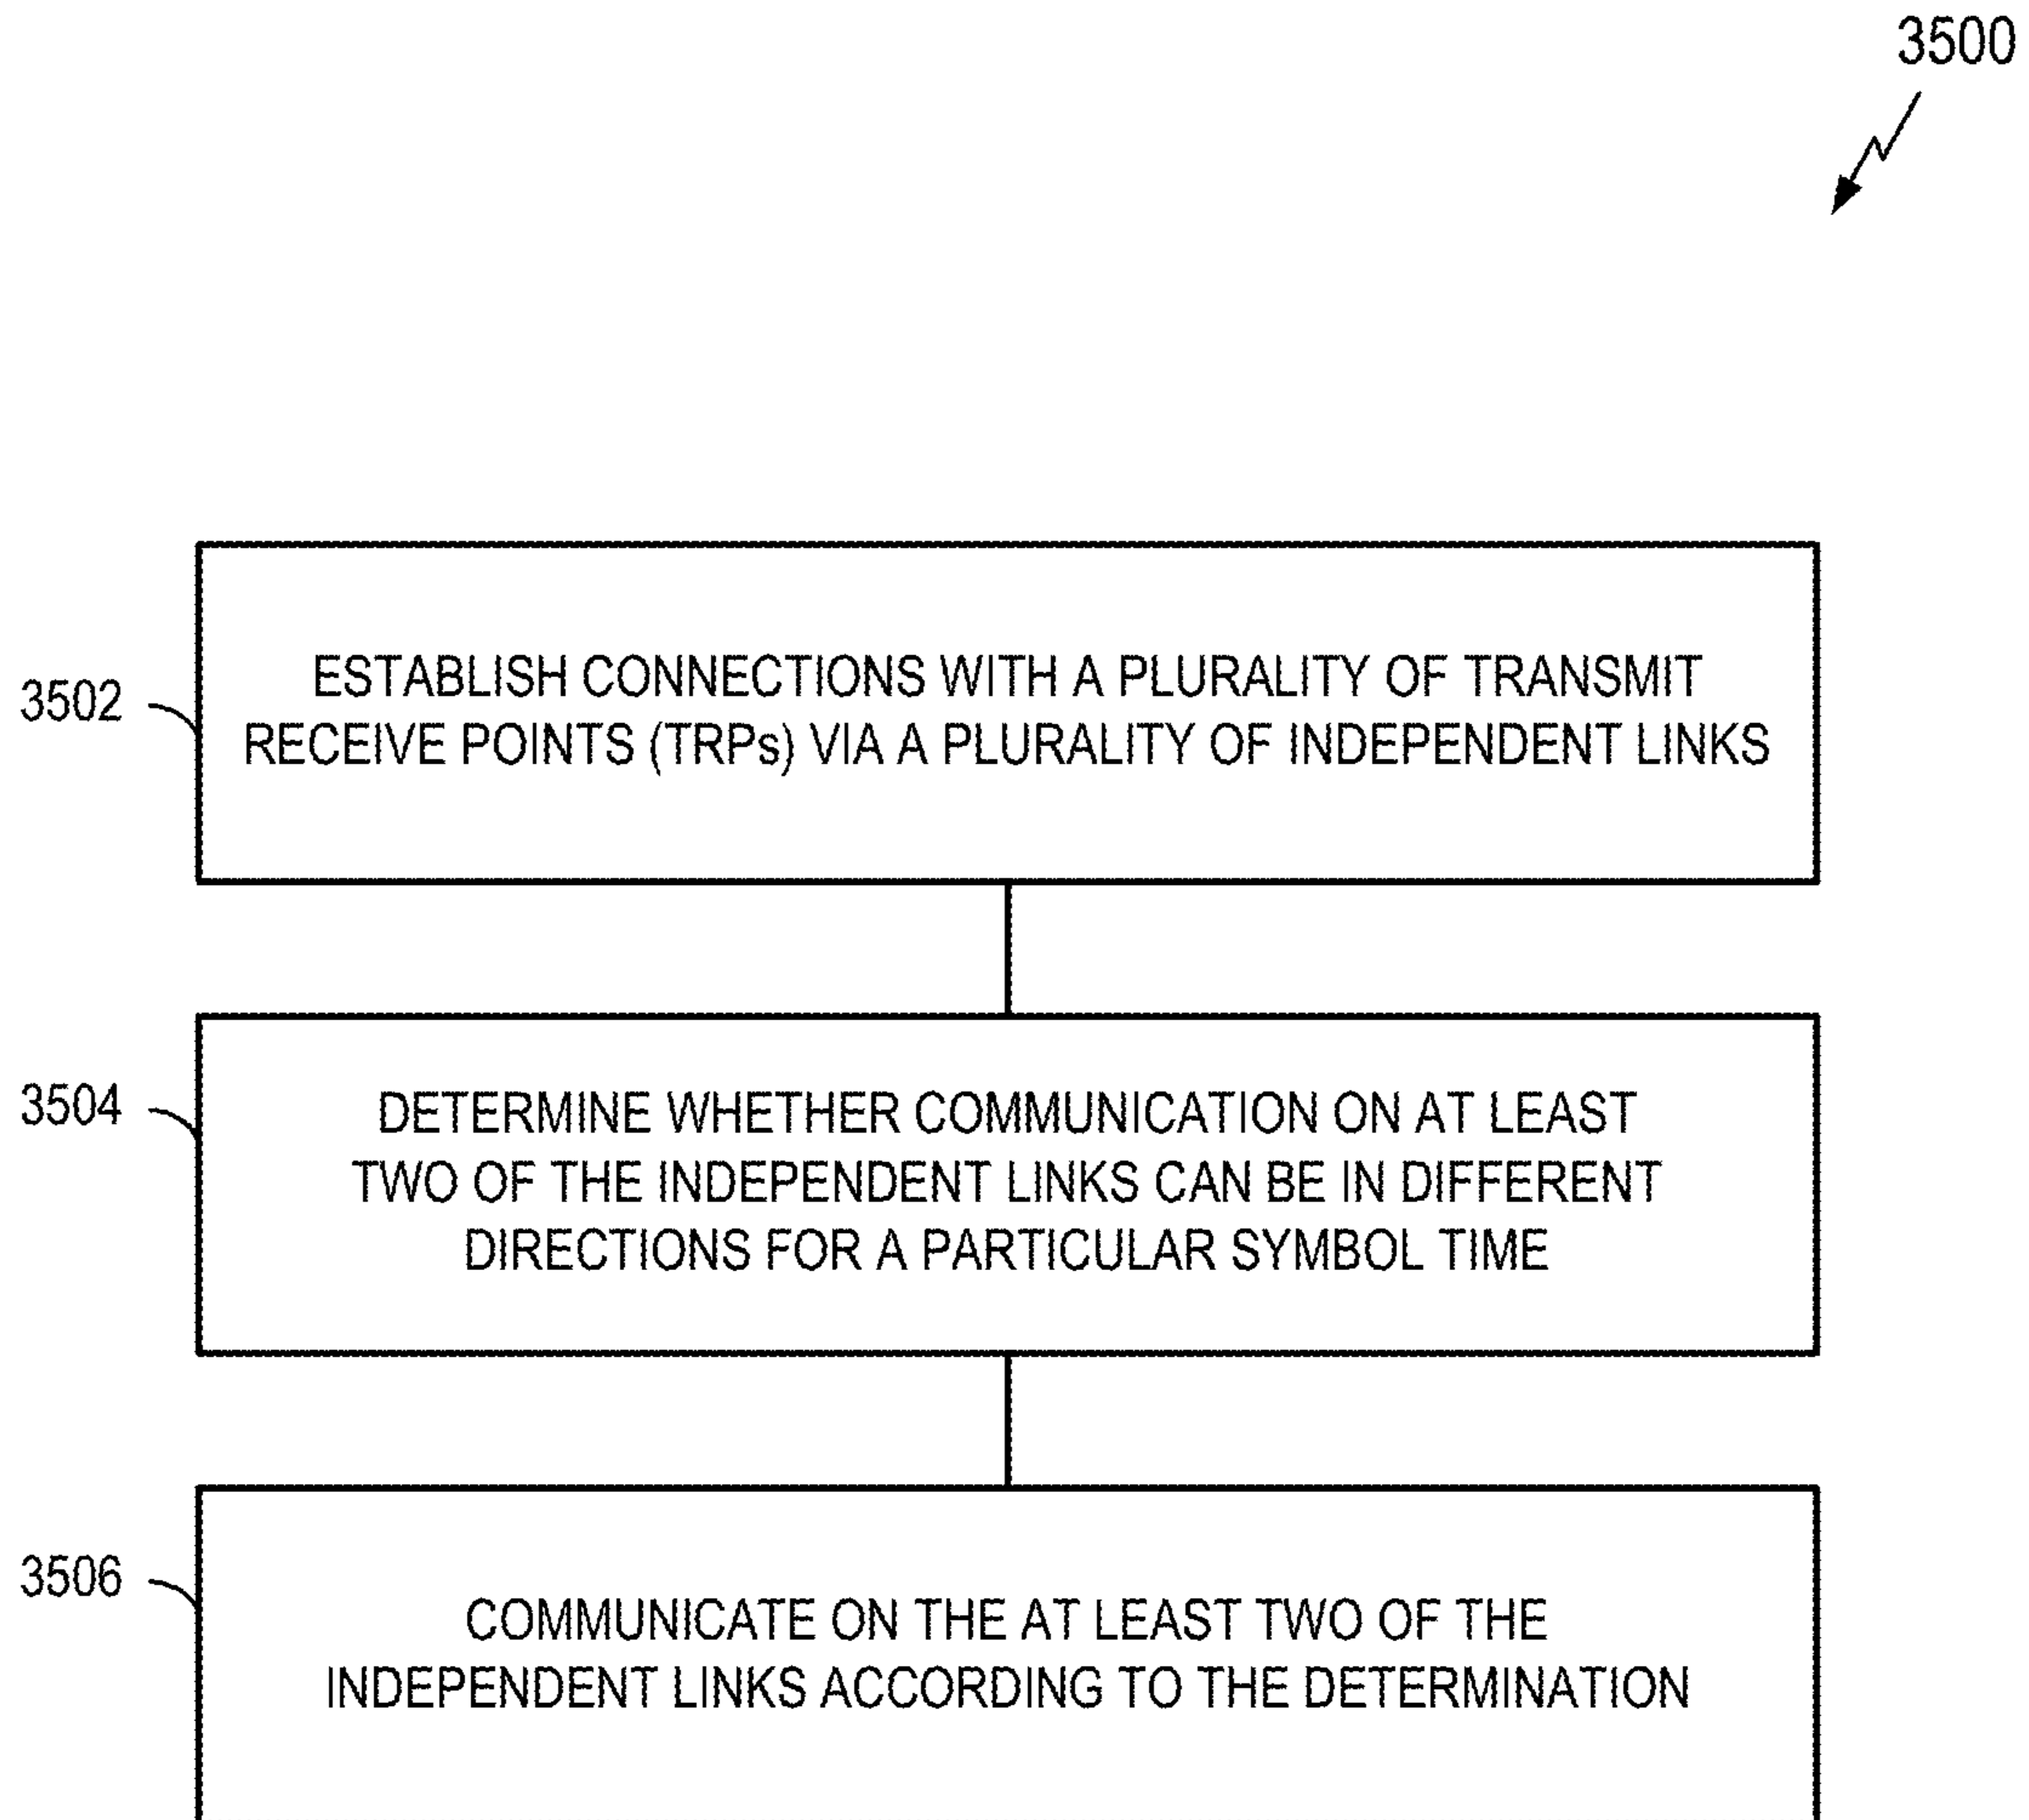 3500
3502
ESTABLISH CONNECTIONS WITH A PLURALITY OF TRANSMIT
RECEIVE POINTS (TRPs) VIA A PLURALITY OF INDEPENDENT LINKS
3504
DETERMINE WHETHER COMMUNICATION ON AT LEAST
TWO OF THE INDEPENDENT LINKS CAN BE IN DIFFERENT
DIRECTIONS FOR A PARTICULAR SYMBOL TIME
3506
COMMUNICATE ON THE AT LEAST TWO OF THE
INDEPENDENT LINKS ACCORDING TO THE DETERMINATION